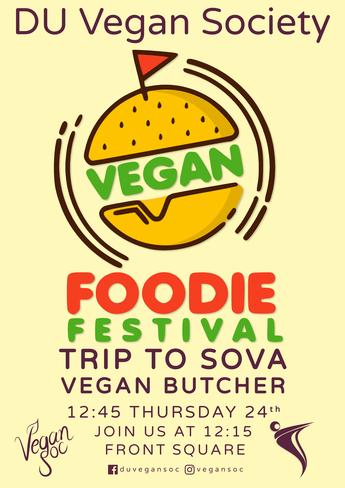 DU Vegan Society
VEGAN
FOODIE
FESTIVAL
TRIP TO SOVA
VEGAN BUTCHER
12:45 THURSDAY 24th
JOIN US AT 12:15
FRONT SQUARE
Vegan
Soc
duvegansoc vegansoc